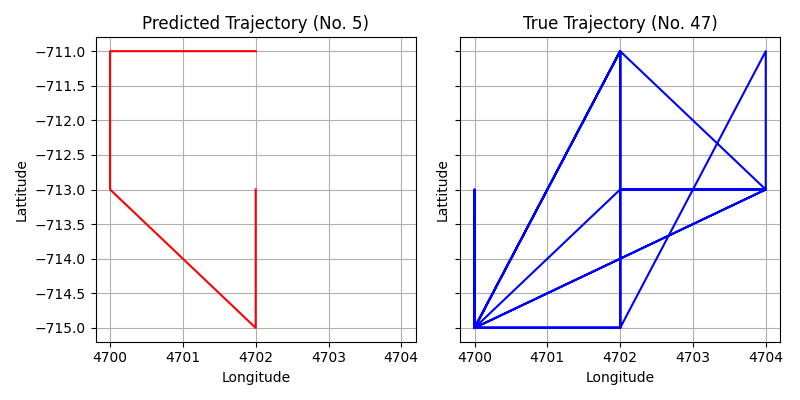 Predicted Trajectory (No. 5)
True Trajectory (No. 47)
−711.0
−711.5
−712.0
−712.5
−713.0
−713.5
−714.0
−714.5
−715.0
Lattitude
Lattitude
4700 4701 4702 4703 4704
4700 4701 4702 4703 4704
Longitude
Longitude